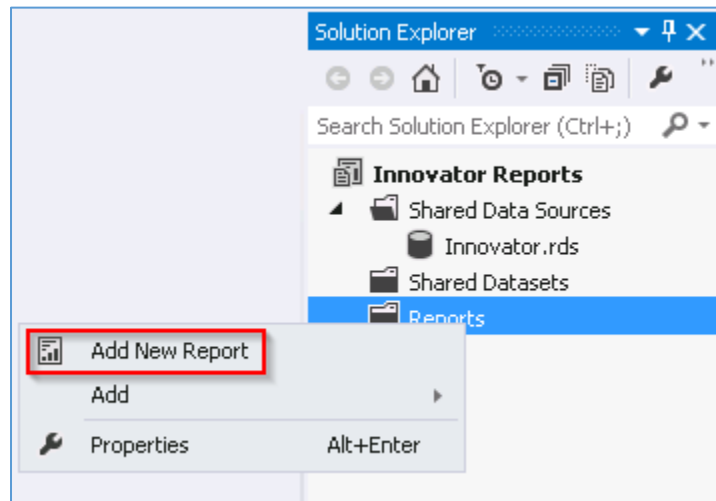 Solution Explorer
Search Solution Explorer (Ctrl+;)
Innovator Reports
Shared Data Sources
Innovator.rds
Shared Datasets
Reports
Add New Report
Add
Properties Alt+Enter